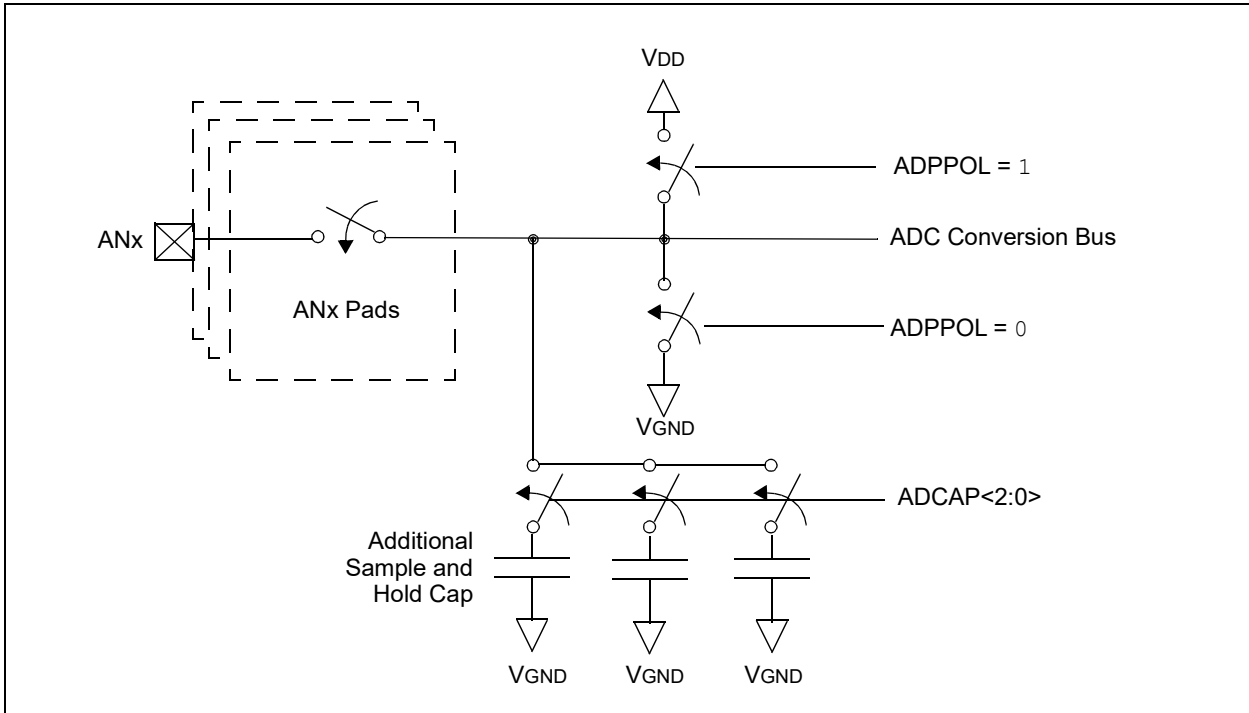 VDD
ADPPOL = 1
ANx
ADC Conversion Bus
ANx Pads
ADPPOL = 0
VGND
ADCAP<2:0>
Additional
Sample and
Hold Cap
VGND
VGND
VGND